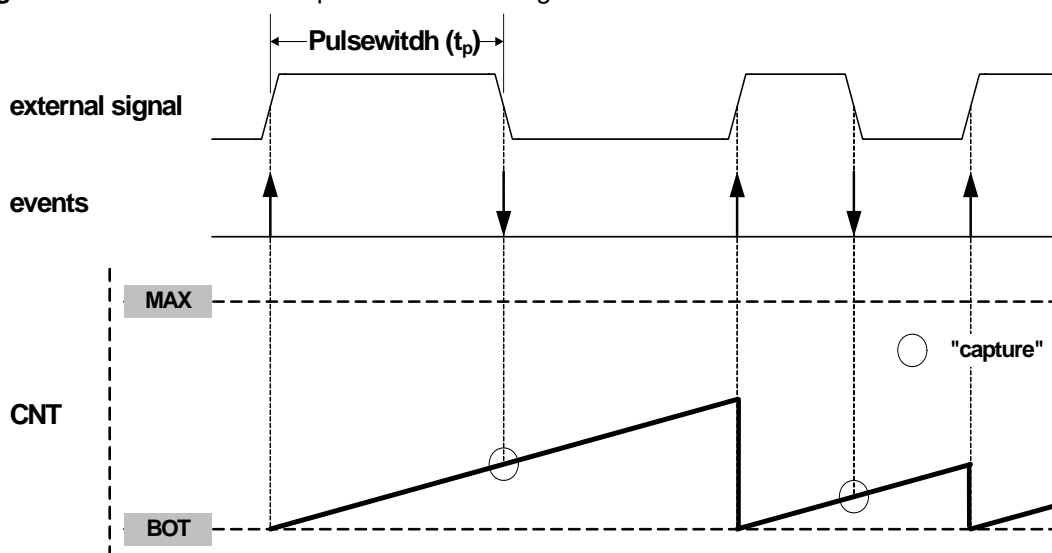 Pulsewitdh (tp)
external signal
events
MAX
"capture"
CNT
BOT